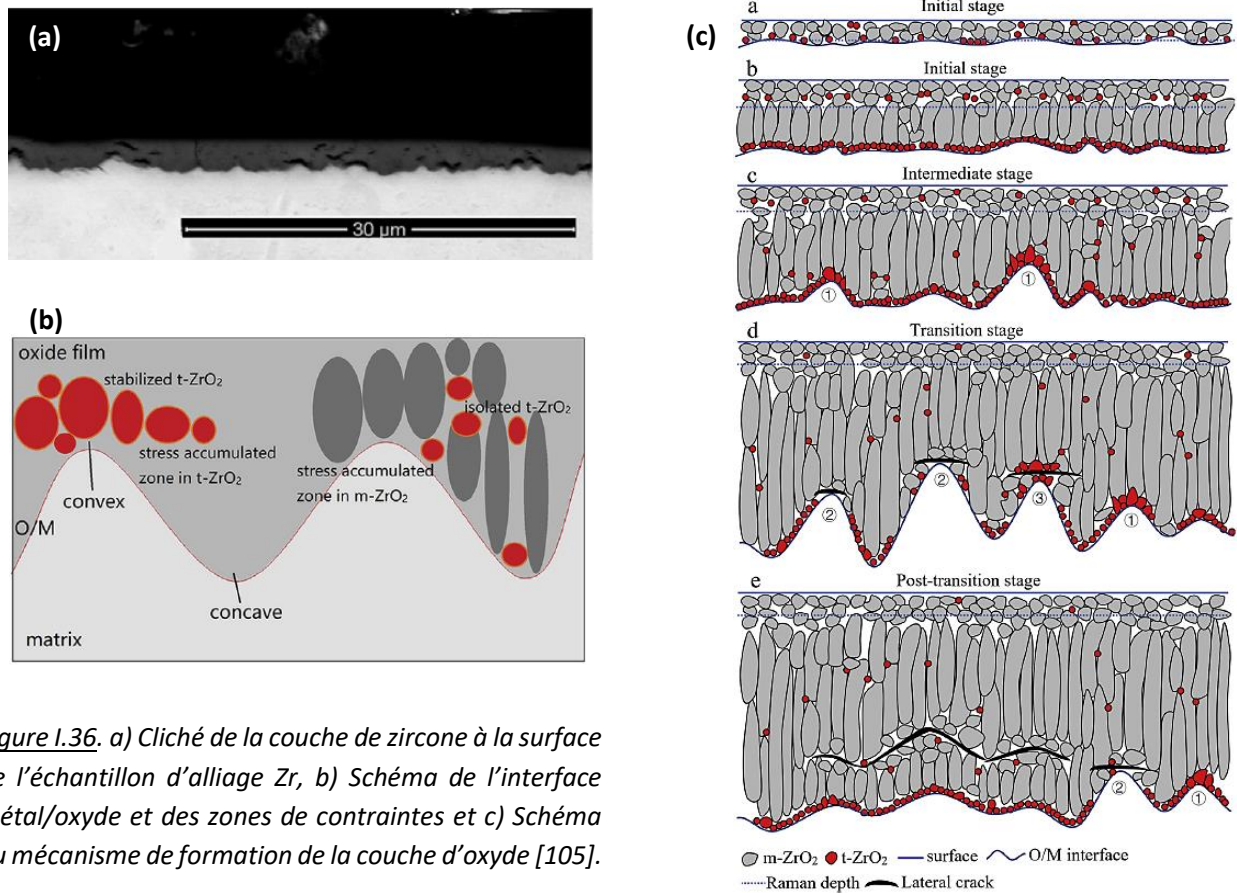 (a)
30 µm
(b)
oxide film
stabilized t-ZrO₂
isolated t-ZrO₂
stress accumulated
zone in t-ZrO₂
stress accumulated
zone in m-ZrO₂
convex
O/M
concave
matrix
gure I.36. a) Cliché de la couche de zircone à la surface
e l'échantillon d'alliage Zr, b) Schéma de l'interface
étal/oxyde et des zones de contraintes et c) Schéma
u mécanisme de formation de la couche d'oxyde [105].
(c)
a
Initial stage
b
Initial stage
c
Intermediate stage
① ①
d
Transition stage
② ② ③ ①
e
Post-transition stage
② ①
m-ZrO₂ t-ZrO₂ surface O/M interface
Raman depth Lateral crack